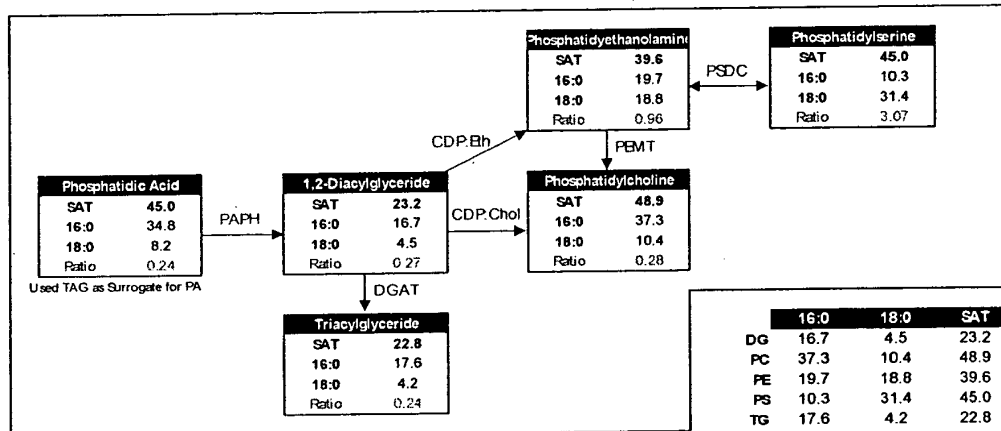 Phosphatidyethanolamine
SAT 39.6
16:0 19.7
18:0 18.8
Ratio 0.96
PSDC
Phosphatidylserine
SAT 45.0
16:0 10.3
18:0 31.4
Ratio 3.07
CDP:Eth
PEMT
Phosphatidic Acid
SAT 45.0
16:0 34.8
18:0 8.2
Ratio 0.24
Used TAG as Surrogate for PA
PAPH
1,2-Diacylglyceride
SAT 23.2
16:0 16.7
18:0 4.5
Ratio 0.27
CDP:Chol
Phosphatidylcholine
SAT 48.9
16:0 37.3
18:0 10.4
Ratio 0.28
DGAT
Triacylglyceride
SAT 22.8
16:0 17.6
18:0 4.2
Ratio 0.24
16:0 18:0 SAT
DG 16.7 4.5 23.2
PC 37.3 10.4 48.9
PE 19.7 18.8 39.6
PS 10.3 31.4 45.0
TG 17.6 4.2 22.8